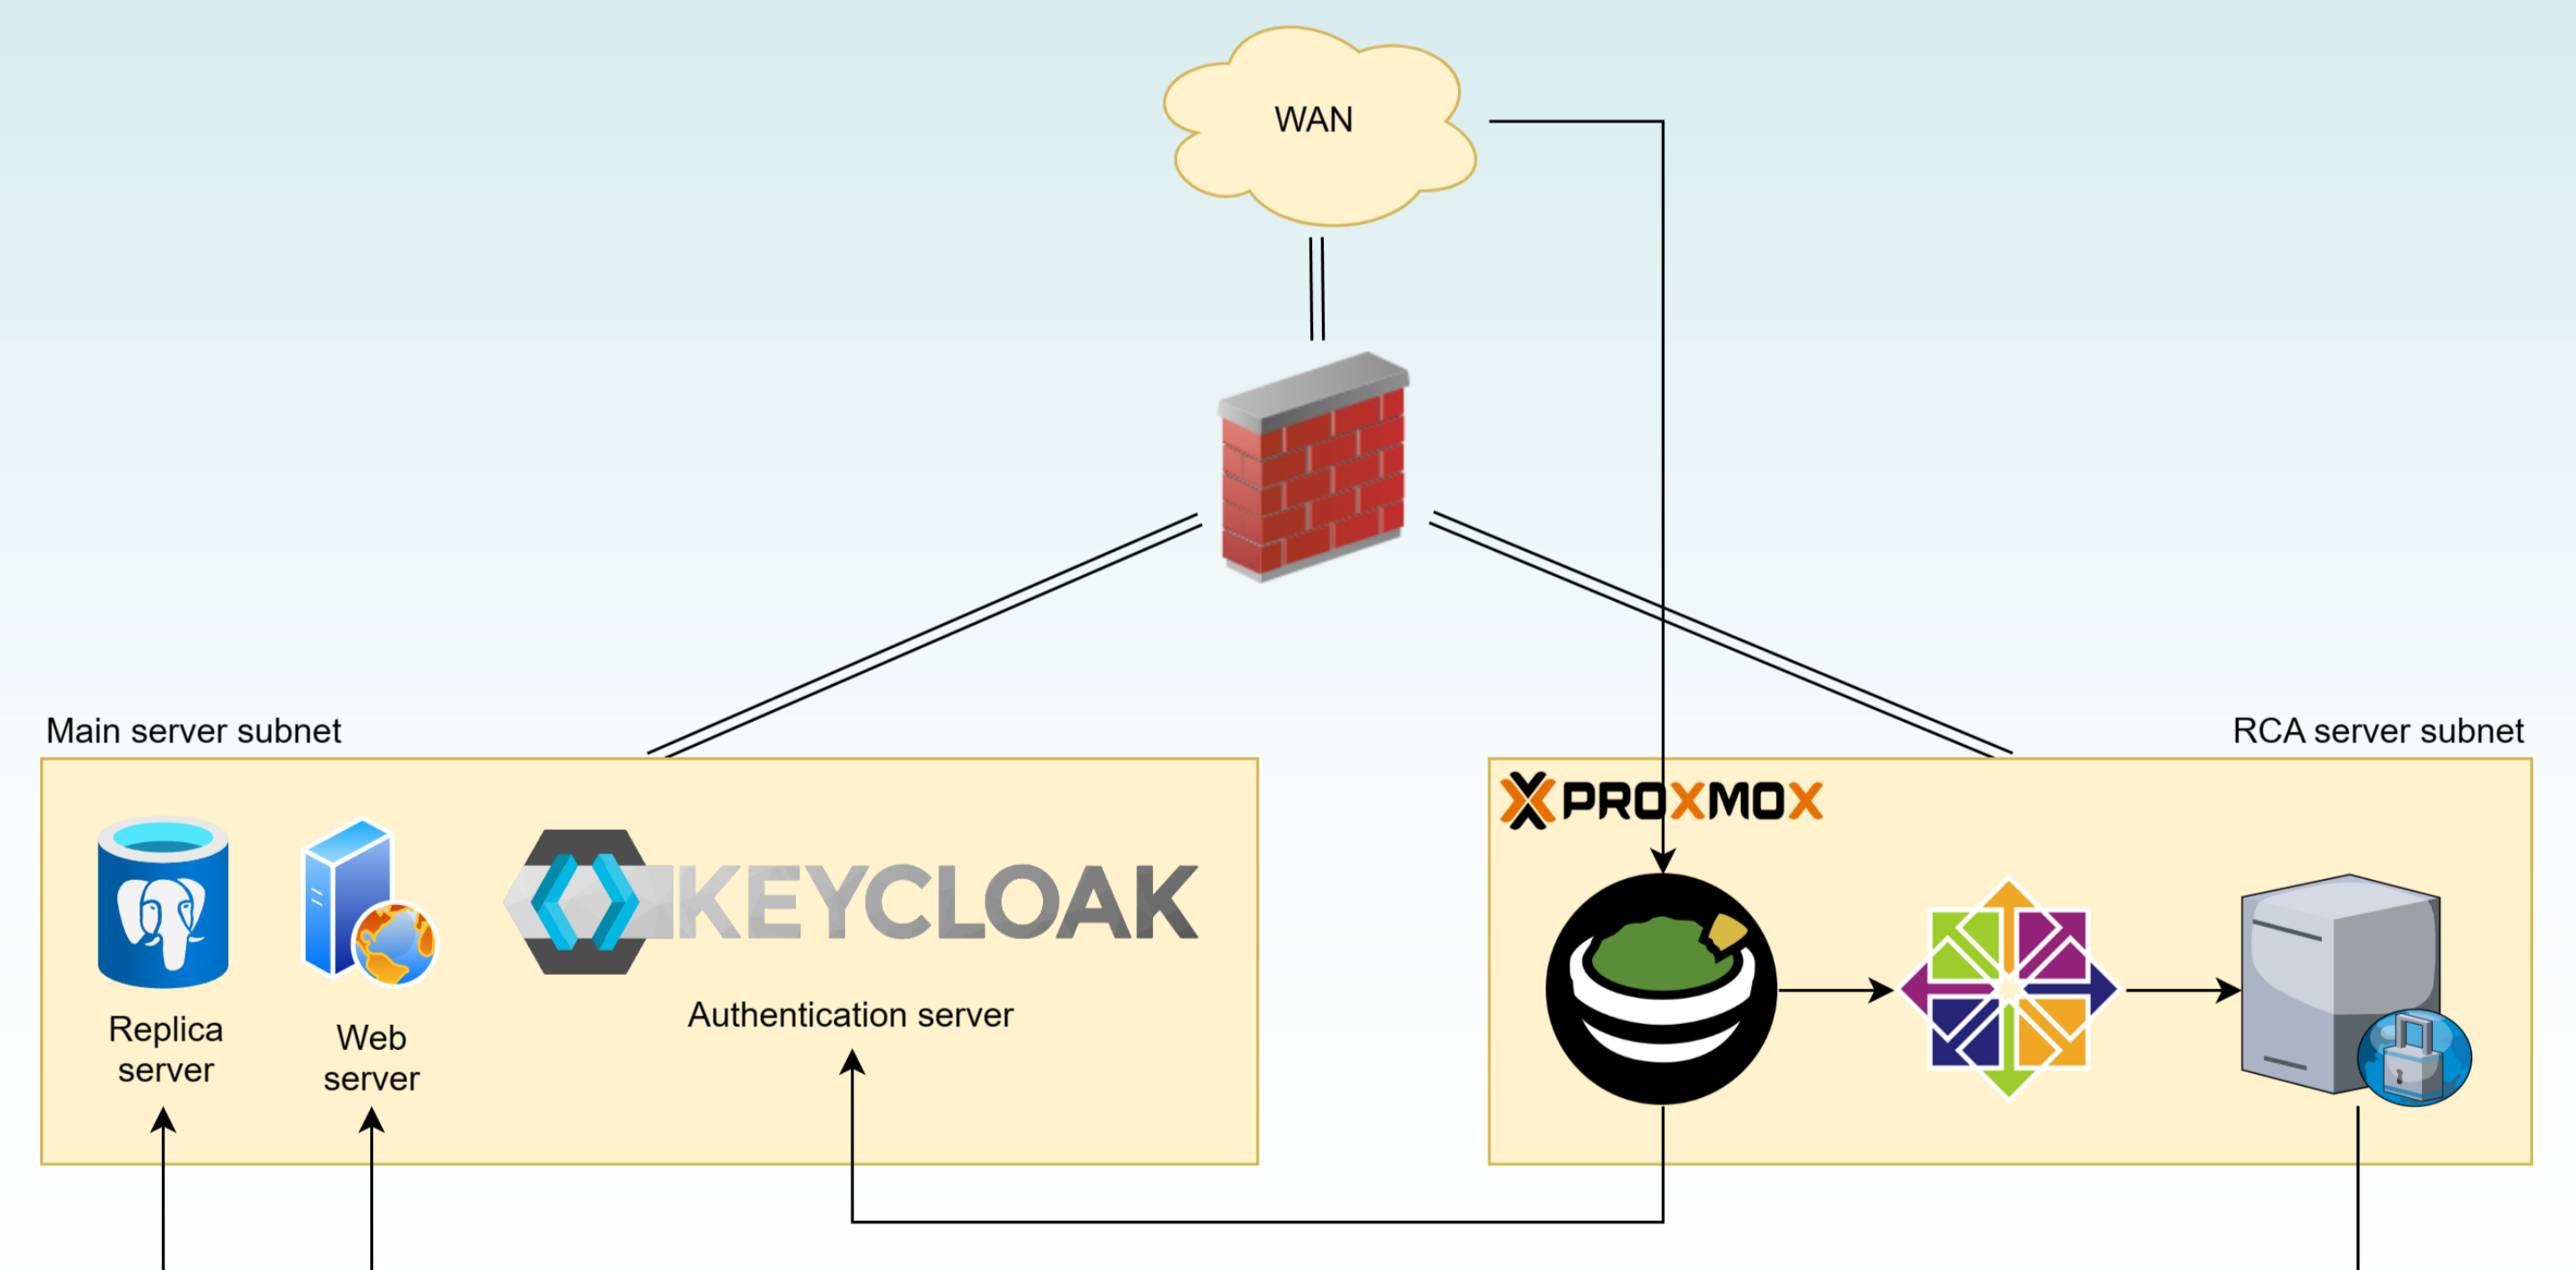 WAN
Main server subnet
RCA server subnet
PROXMOX
KEYCLOAK
Replica
server
Web
server
Authentication server